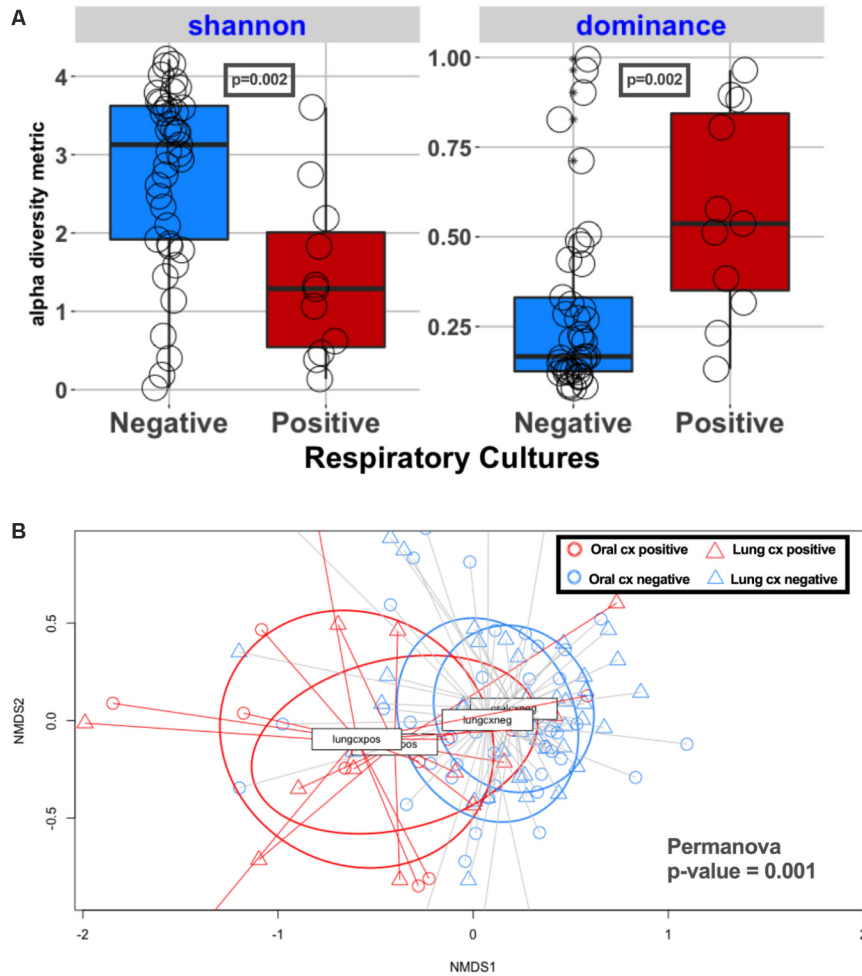 A
shannon
dominance
alpha diversity metric
4
3
2
1
0
p=0.002
1.00
0.75
0.50
0.25
p=0.002
Negative
Positive
Negative
Positive
Respiratory Cultures
B
Oral cx positive
Lung cx positive
Oral cx negative
Lung cx negative
NMDS2
0.5
0.0
-0.5
lungcxneg
lungcxpos
pos
Permanova
p-value = 0.001
-2
-1
0
1
2
NMDS1